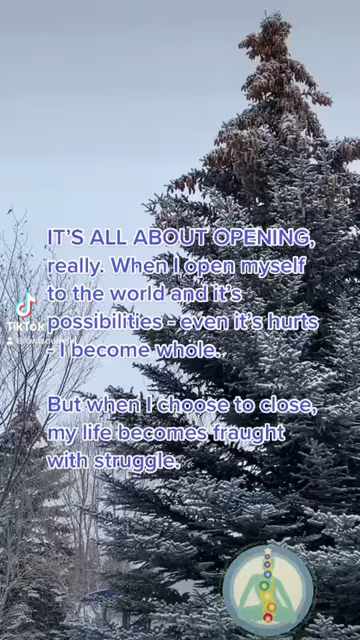 IT'S ALL ABOUT OPENING,
really. When I open myself
to the world and it's
possibilities - even it's hurts
- I become whole.
But when I choose to close,
my life becomes fraught
with struggle.
TikTok